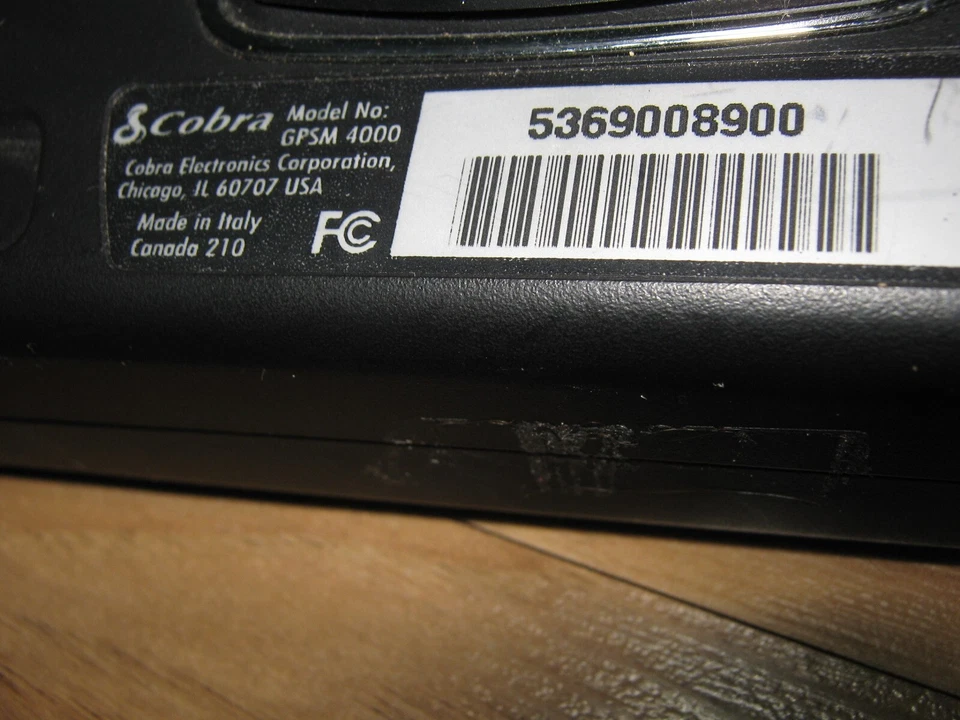 Cobra Model No:
GPSM 4000
Cobra Electronics Corporation,
Chicago, IL 60707 USA
Made in Italy
Canada 210
FC
5369008900